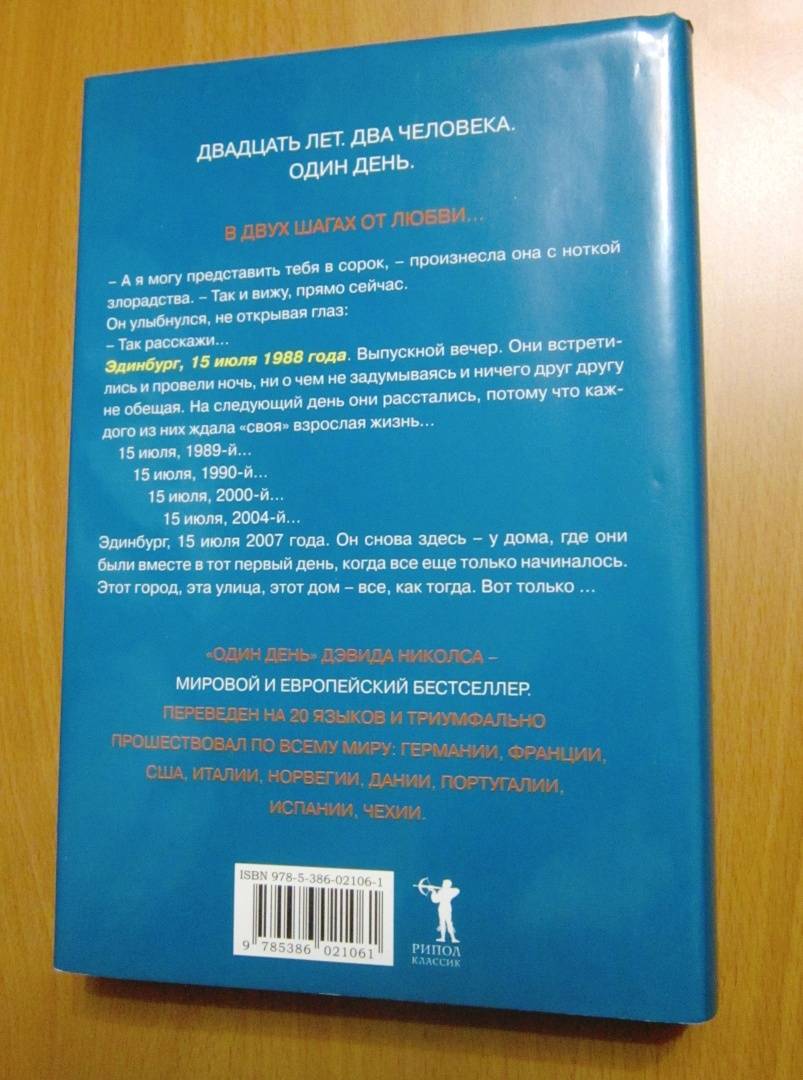 ДВАДЦАТЬ ЛЕТ. ДВА ЧЕЛОВЕКА.
ОДИН ДЕНЬ.
В ДВУХ ШАГАХ ОТ ЛЮБВИ...
– А я могу представить тебя в сорок, – произнесла она с ноткой
злорадства. – Так и вижу, прямо сейчас.
Он улыбнулся, не открывая глаз:
– Так расскажи...
Эдинбург, 15 июля 1988 года. Выпускной вечер. Они встрети-
лись и провели ночь, ни о чем не задумываясь и ничего друг другу
не обещая. На следующий день они расстались, потому что каж-
дого из них ждала «своя» взрослая жизнь...
15 июля, 1989-й...
15 июля, 1990-й...
15 июля, 2000-й...
15 июля, 2004-й...
Эдинбург, 15 июля 2007 года. Он снова здесь – у дома, где они
были вместе в тот первый день, когда все еще только начиналось.
Этот город, эта улица, этот дом – все, как тогда. Вот только ...
«ОДИН ДЕНЬ» ДЭВИДА НИКОЛСА –
МИРОВОЙ И ЕВРОПЕЙСКИЙ БЕСТСЕЛЛЕР.
ПЕРЕВЕДЕН НА 20 ЯЗЫКОВ И ТРИУМФАЛЬНО
ПРОШЕСТВОВАЛ ПО ВСЕМУ МИРУ: ГЕРМАНИИ, ФРАНЦИИ,
США, ИТАЛИИ, НОРВЕГИИ, ДАНИИ, ПОРТУГАЛИИ,
ИСПАНИИ, ЧЕХИИ.
ISBN 978-5-386-02106-1
9 785386 021061
РИПОЛ
КЛАССИК